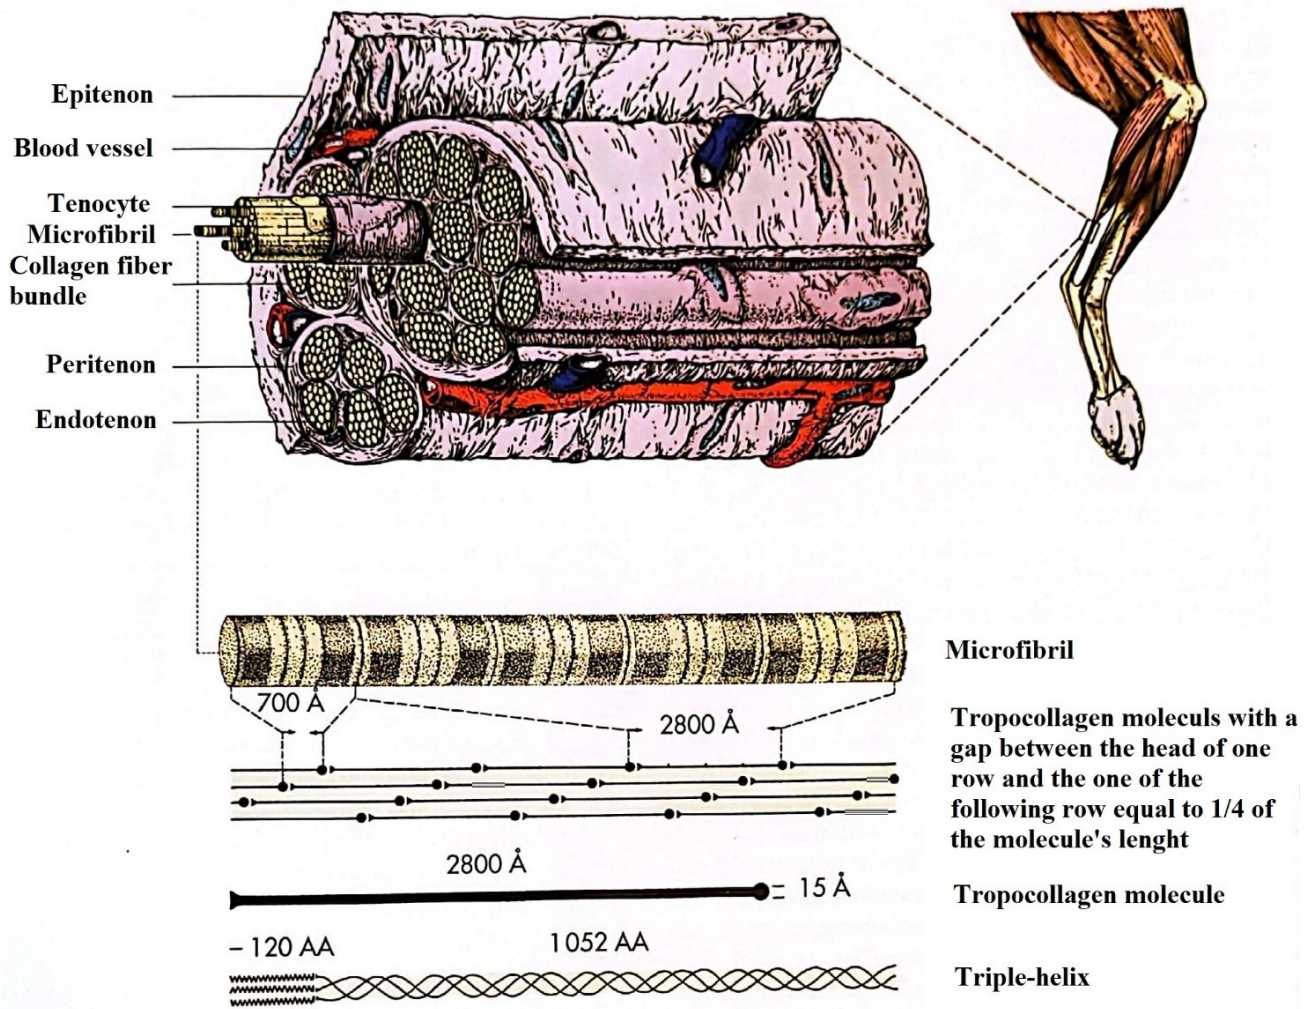 Epitenon
Blood vessel
Tenocyte
Microfibril
Collagen fiber
bundle
Peritenon
Endotenon
Microfibril
700 Å
2800 Å
Tropocollagen moleculs with a
gap between the head of one
row and the one of the
following row equal to 1/4 of
the molecule's lenght
2800 Å
15 Å
Tropocollagen molecule
– 120 AA
1052 AA
Triple-helix